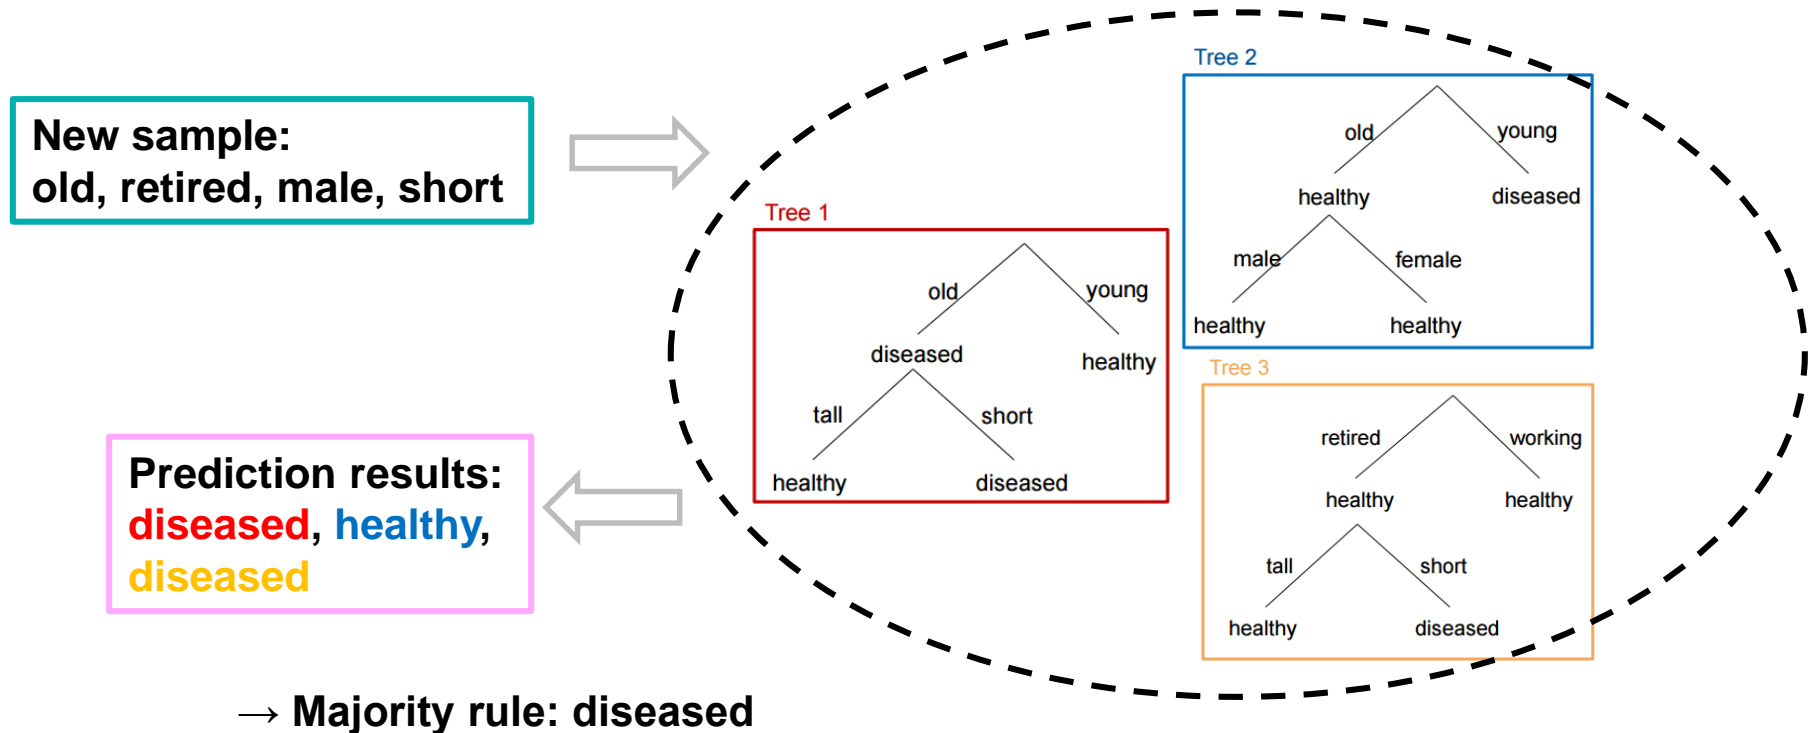 New sample:
old, retired, male, short
Prediction results:
diseased, healthy,
diseased
→ Majority rule: diseased
Tree 1
old
young
diseased
healthy
tall
short
healthy
diseased
Tree 2
old
young
healthy
diseased
male
female
healthy
healthy
Tree 3
retired
working
healthy
healthy
tall
short
healthy
diseased